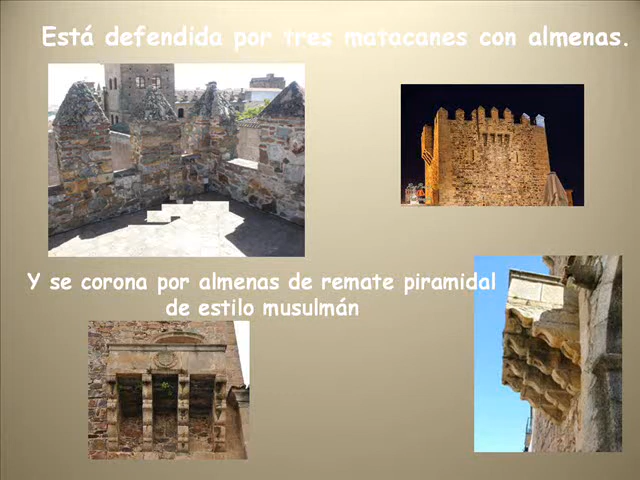 Está defendida por tres matacanes con almenas.
Y se corona por almenas de remate piramidal
de estilo musulmán